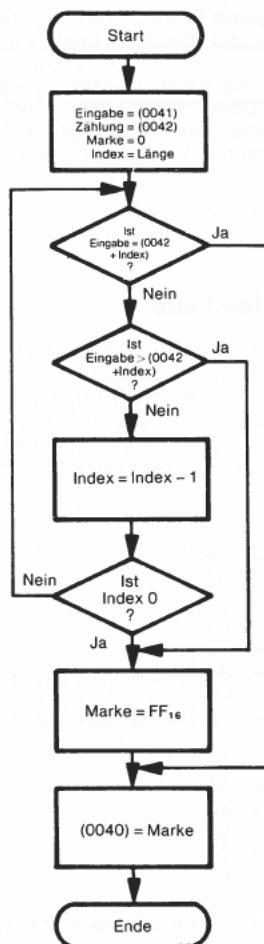 Start
Eingabe = (0041)
Zählung = (0042)
Marke = 0
Index = Länge
Ist
Eingabe = (0042
+ Index)
?
Ja
Nein
Ist
Eingabe > (0042
+Index)
?
Ja
Nein
Index = Index – 1
Nein
Ist
Index 0
?
Ja
Marke = FF₁₆
(0040) = Marke
Ende